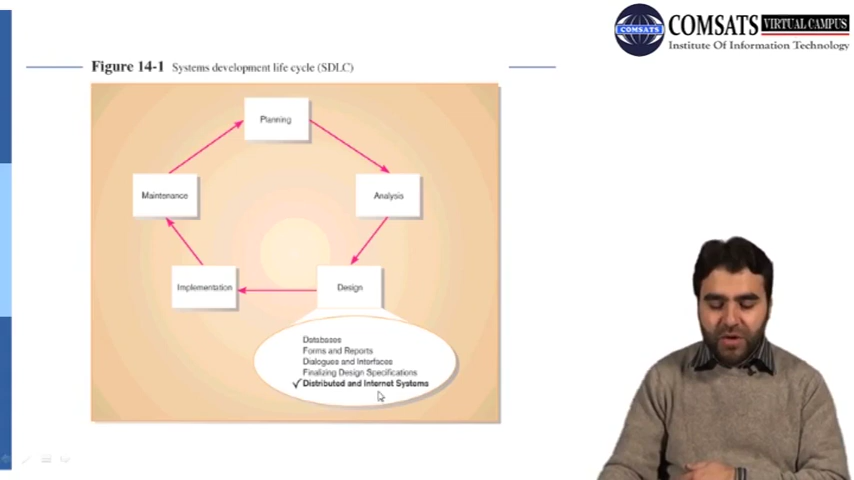 COMSATS VIRTUAL CAMPUS
COMSATS
Institute Of Information Technology
Figure 14-1 Systems development life cycle (SDLC)
Planning
Maintenance
Analysis
Implementation
Design
Databases
Forms and Reports
Dialogues and Interfaces
Finalizing Design Specifications
✓Distributed and Internet Systems